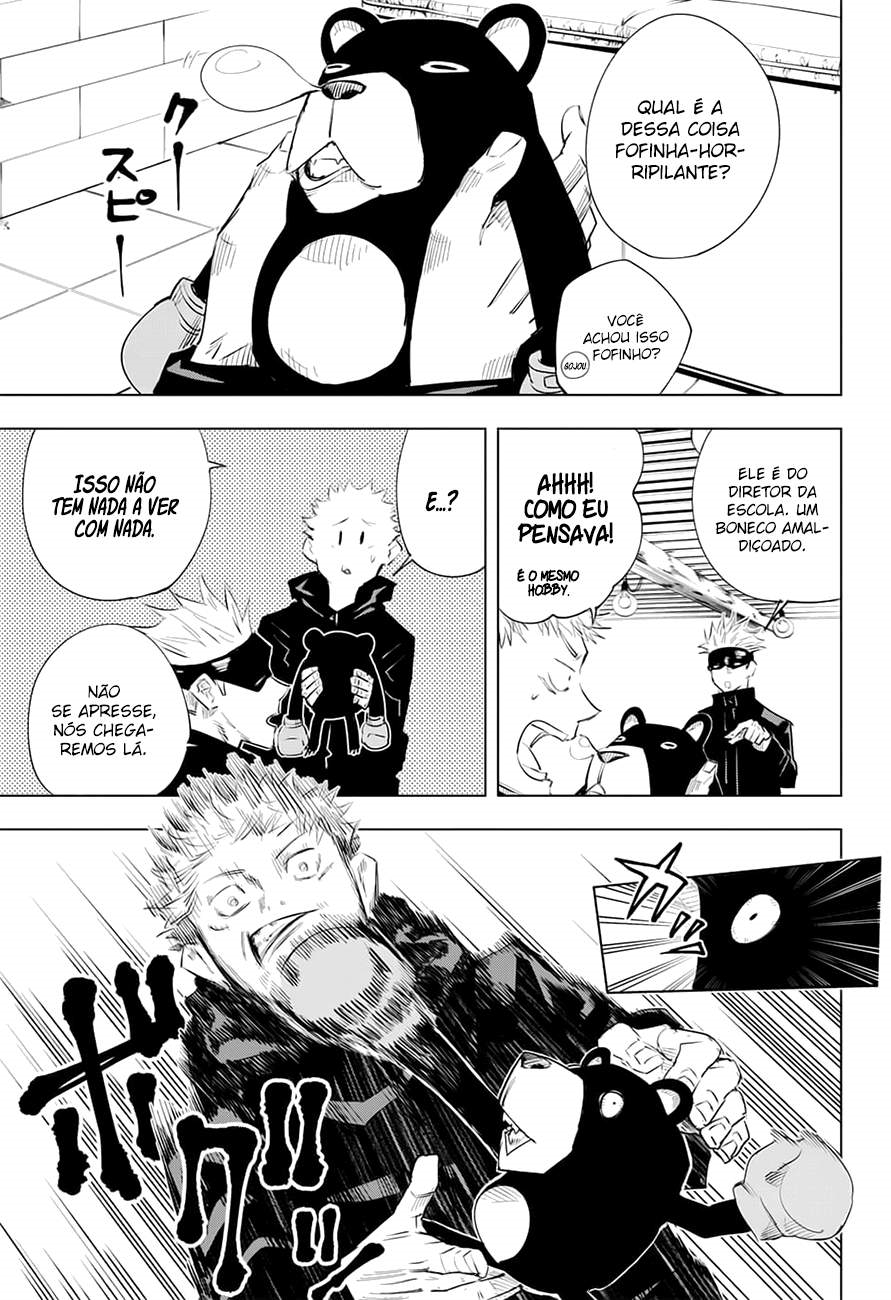 QUAL É A
DESSA COISA
FOFINHA-HOR-
RIPILANTE?
クー
スピー
VOCÊ
ACHOU ISSO
FOFINHO?
GOJOU
ELE É DO
DIRETOR DA
ESCOLA. UM
BONECO AMAL-
DIÇOADO.
AHHH!
COMO EU
PENSAVA!
É O MESMO
HOBBY.
E...?
ISSO NÃO
TEM NADA A VER
COM NADA.
NÃO
SE APRESSE,
NÓS CHEGA-
REMOS LÁ.
カッ
ボグッ